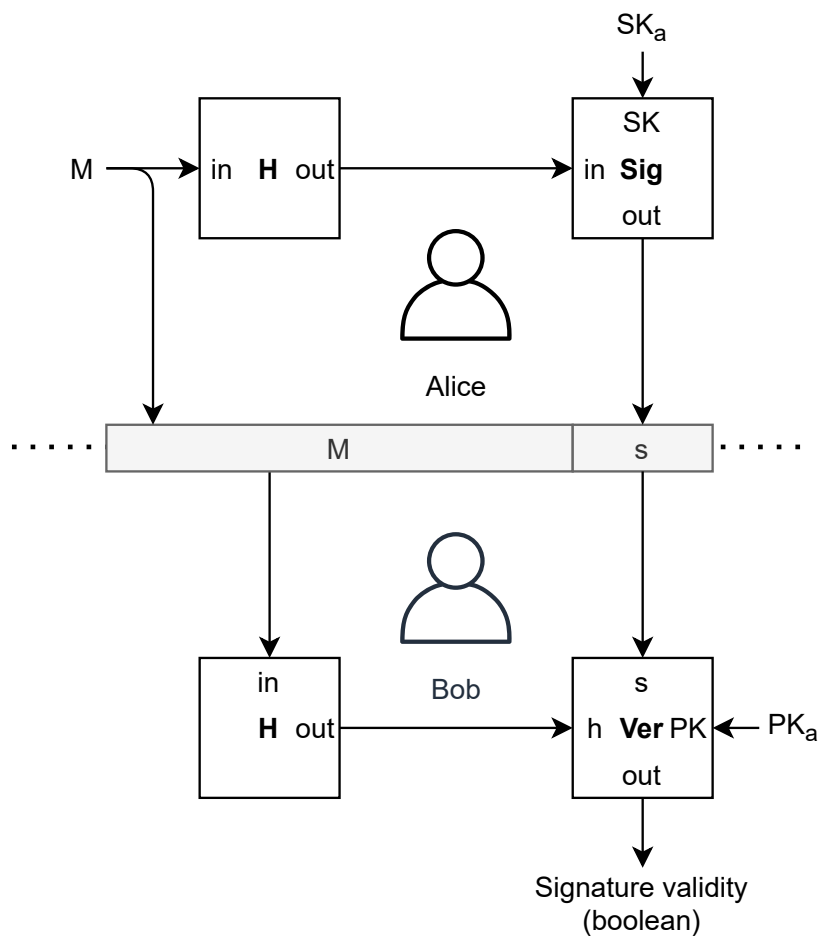 SKa
SK
M
in H out
in Sig
out
Alice
M
s
Bob
in
s
H out
h Ver PK
PKa
out
Signature validity
(boolean)